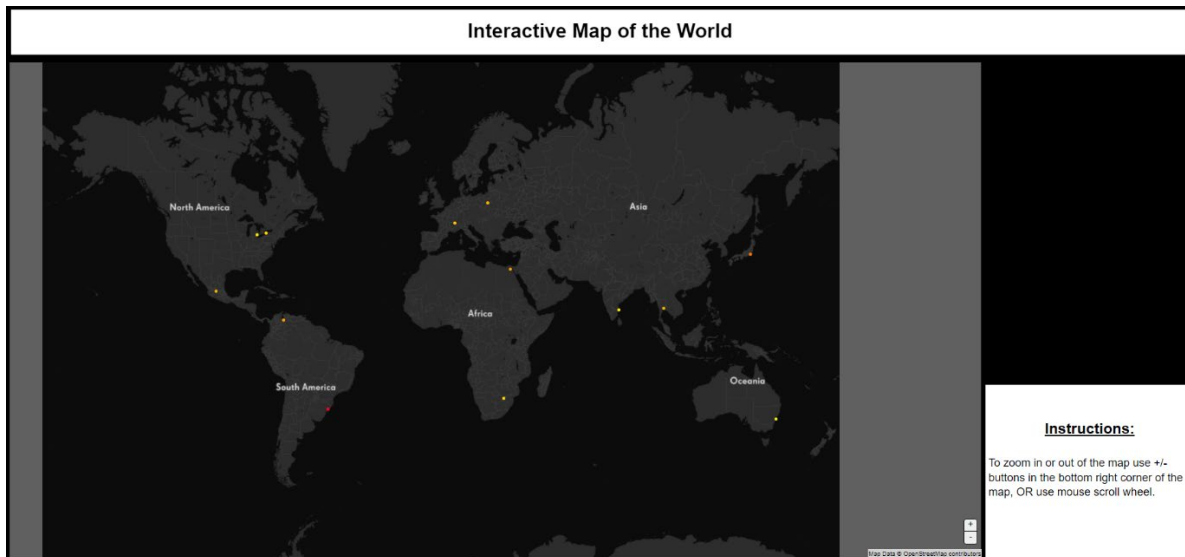 Interactive Map of the World
North America
Asia
Africa
South America
Oceania
Instructions:
To zoom in or out of the map use +/-
buttons in the bottom right corner of the
map, OR use mouse scroll wheel.
+
-
Map Data © OpenStreetMap contributors